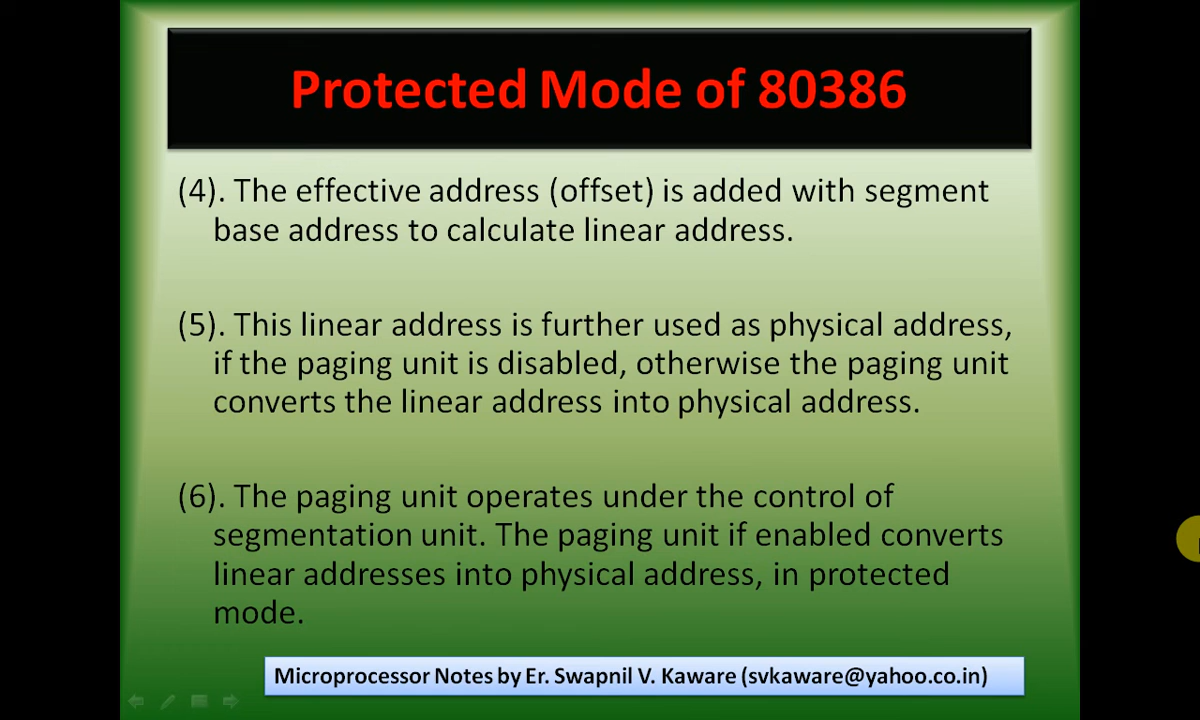 Protected Mode of 80386
(4). The effective address (offset) is added with segment
base address to calculate linear address.
(5). This linear address is further used as physical address,
if the paging unit is disabled, otherwise the paging unit
converts the linear address into physical address.
(6). The paging unit operates under the control of
segmentation unit. The paging unit if enabled converts
linear addresses into physical address, in protected
mode.
Microprocessor Notes by Er. Swapnil V. Kaware (svkaware@yahoo.co.in)